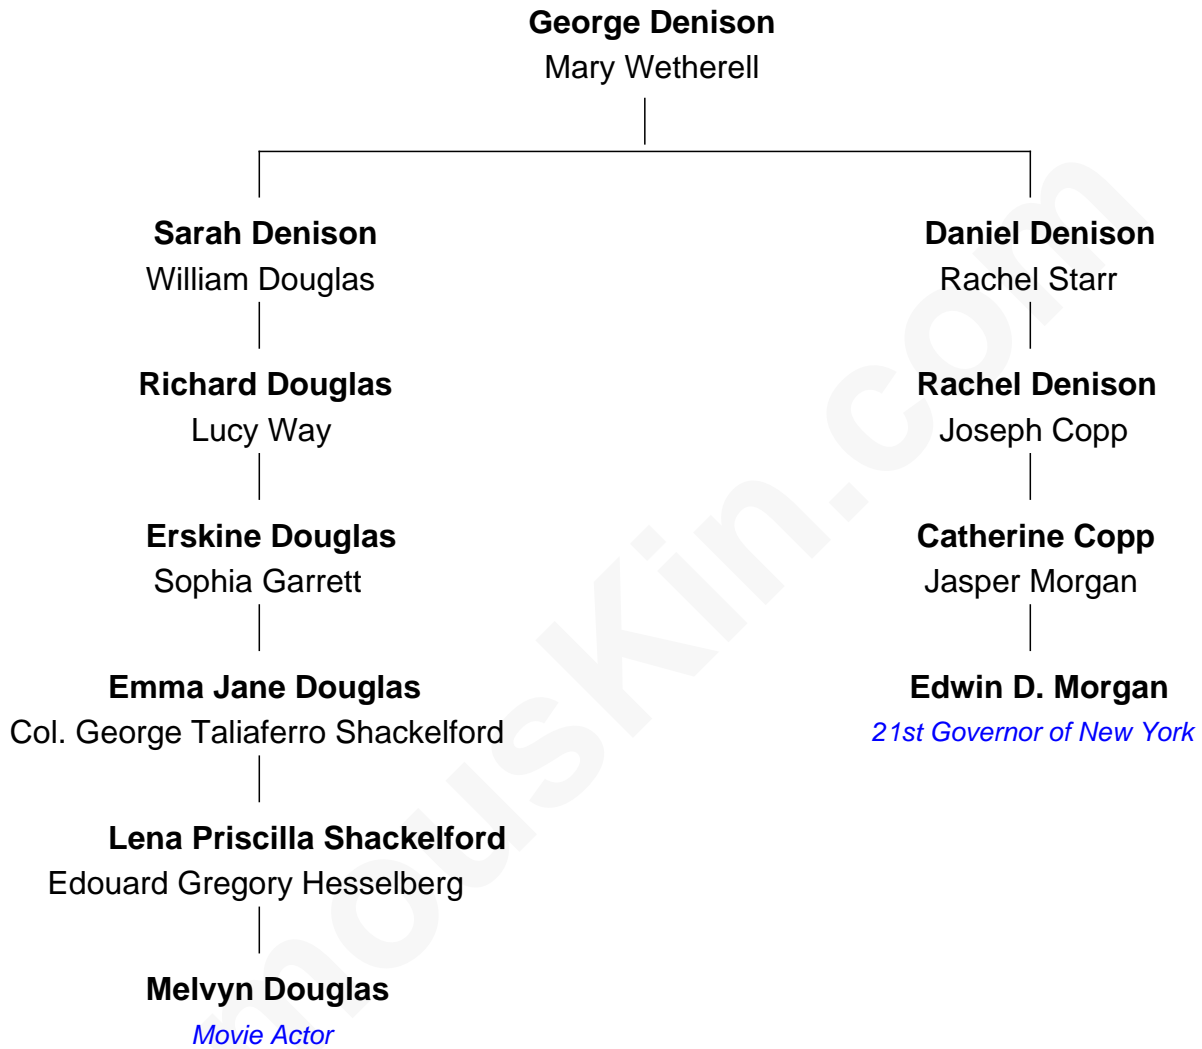 George Denison
Mary Wetherell
Sarah Denison
William Douglas
Daniel Denison
Rachel Starr
Richard Douglas
Lucy Way
Rachel Denison
Joseph Copp
Erskine Douglas
Sophia Garrett
Catherine Copp
Jasper Morgan
Emma Jane Douglas
Col. George Taliaferro Shackelford
Edwin D. Morgan
21st Governor of New York
Lena Priscilla Shackelford
Edouard Gregory Hesselberg
Melvyn Douglas
Movie Actor
mousKin.com